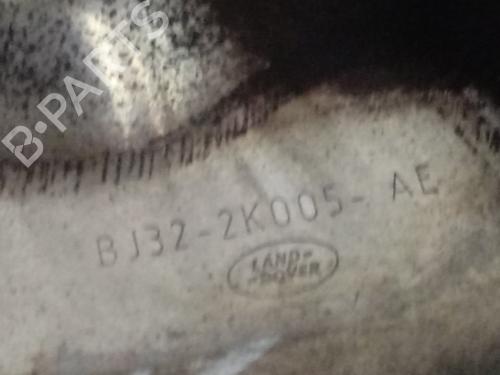 B-PARTS
BJ32-2K005- AE
LAND-
-ROVER